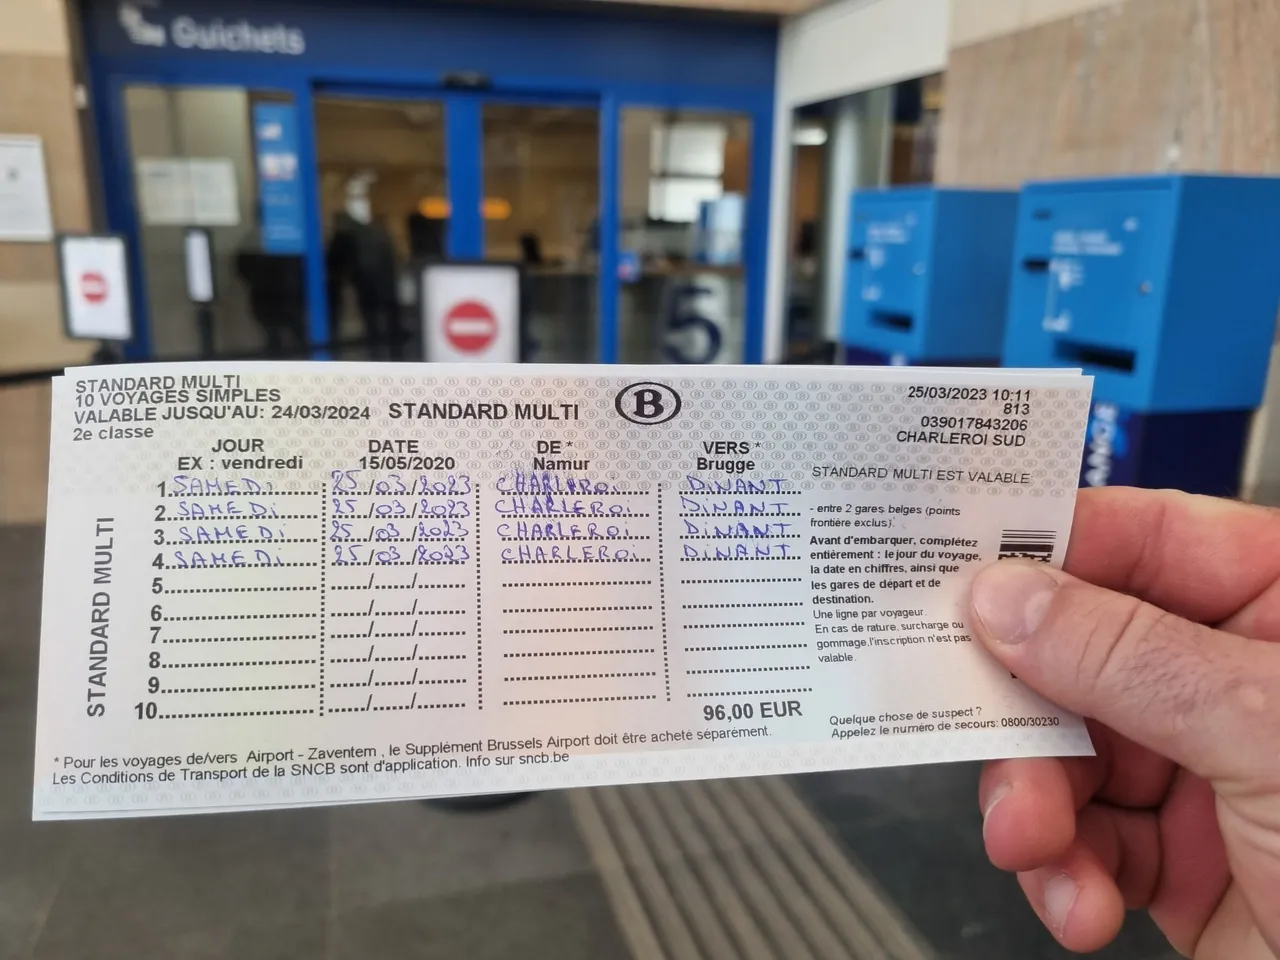 Guichets
5
STANDARD MULTI
10 VOYAGES SIMPLES
VALABLE JUSQU'AU: 24/03/2024 STANDARD MULTI
2e classe
B
25/03/2023 10:11
813
039017843206
CHARLEROI SUD
JOUR DATE DE * VERS *
EX : vendredi 15/05/2020 Namur Brugge
1. SAMEDi 25/03/2023 CHARLEROi DiNANT
2 SAMEDi 25/03/2023 CHARLEROi DiNANT
3. SAMEDi 25/03/2023 CHARLEROi DiNANT
4 SAMEDi 25/03/2023 CHARLEROi DiNANT
5
6
7
8
9
10
STANDARD MULTI
STANDARD MULTI EST VALABLE
- entre 2 gares belges (points
frontière exclus).
Avant d'embarquer, complétez
entièrement : le jour du voyage,
la date en chiffres, ainsi que
les gares de départ et de
destination.
Une ligne par voyageur.
En cas de rature, surcharge ou
gommage,l'inscription n'est pas
valable.
96,00 EUR
Quelque chose de suspect ?
Appelez le numéro de secours: 0800/30230
* Pour les voyages de/vers Airport - Zaventem , le Supplément Brussels Airport doit être acheté séparement.
Les Conditions de Transport de la SNCB sont d'application. Info sur sncb.be